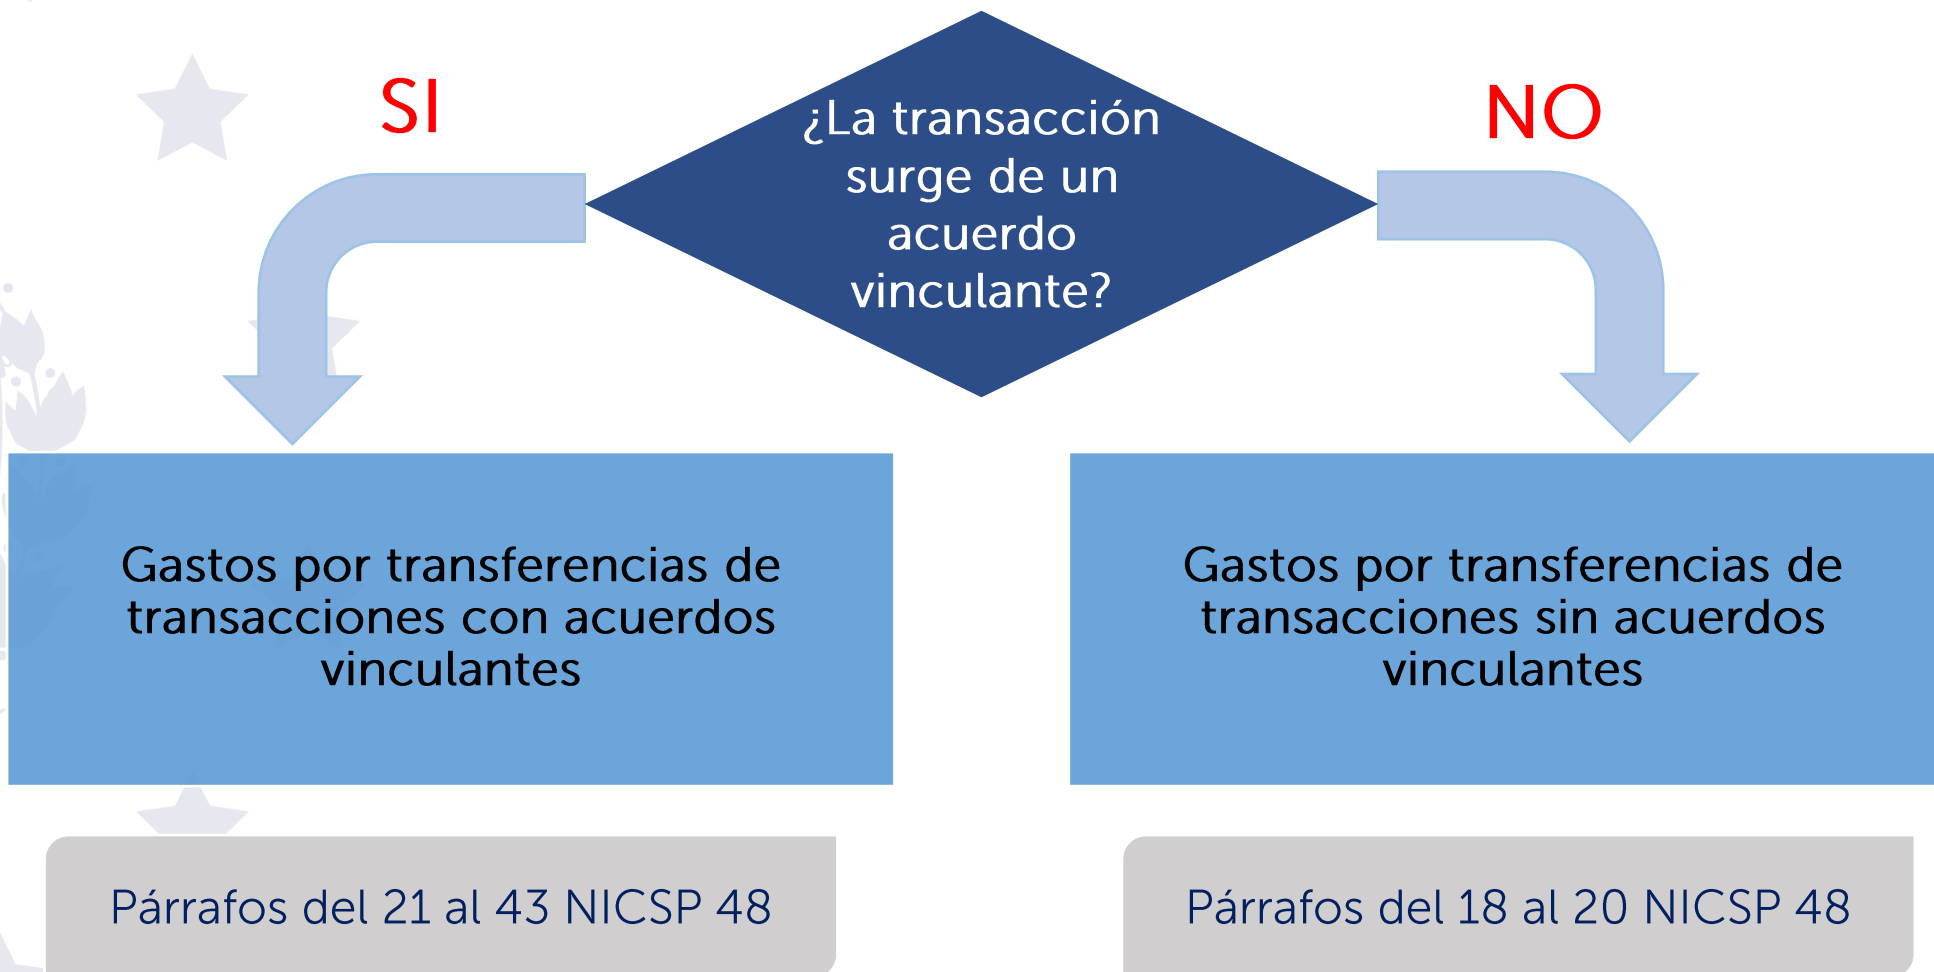 SI
¿La transacción
surge de un
acuerdo
vinculante?
NO
Gastos por transferencias de
transacciones con acuerdos
vinculantes
Gastos por transferencias de
transacciones sin acuerdos
vinculantes
Párrafos del 21 al 43 NICSP 48
Párrafos del 18 al 20 NICSP 48